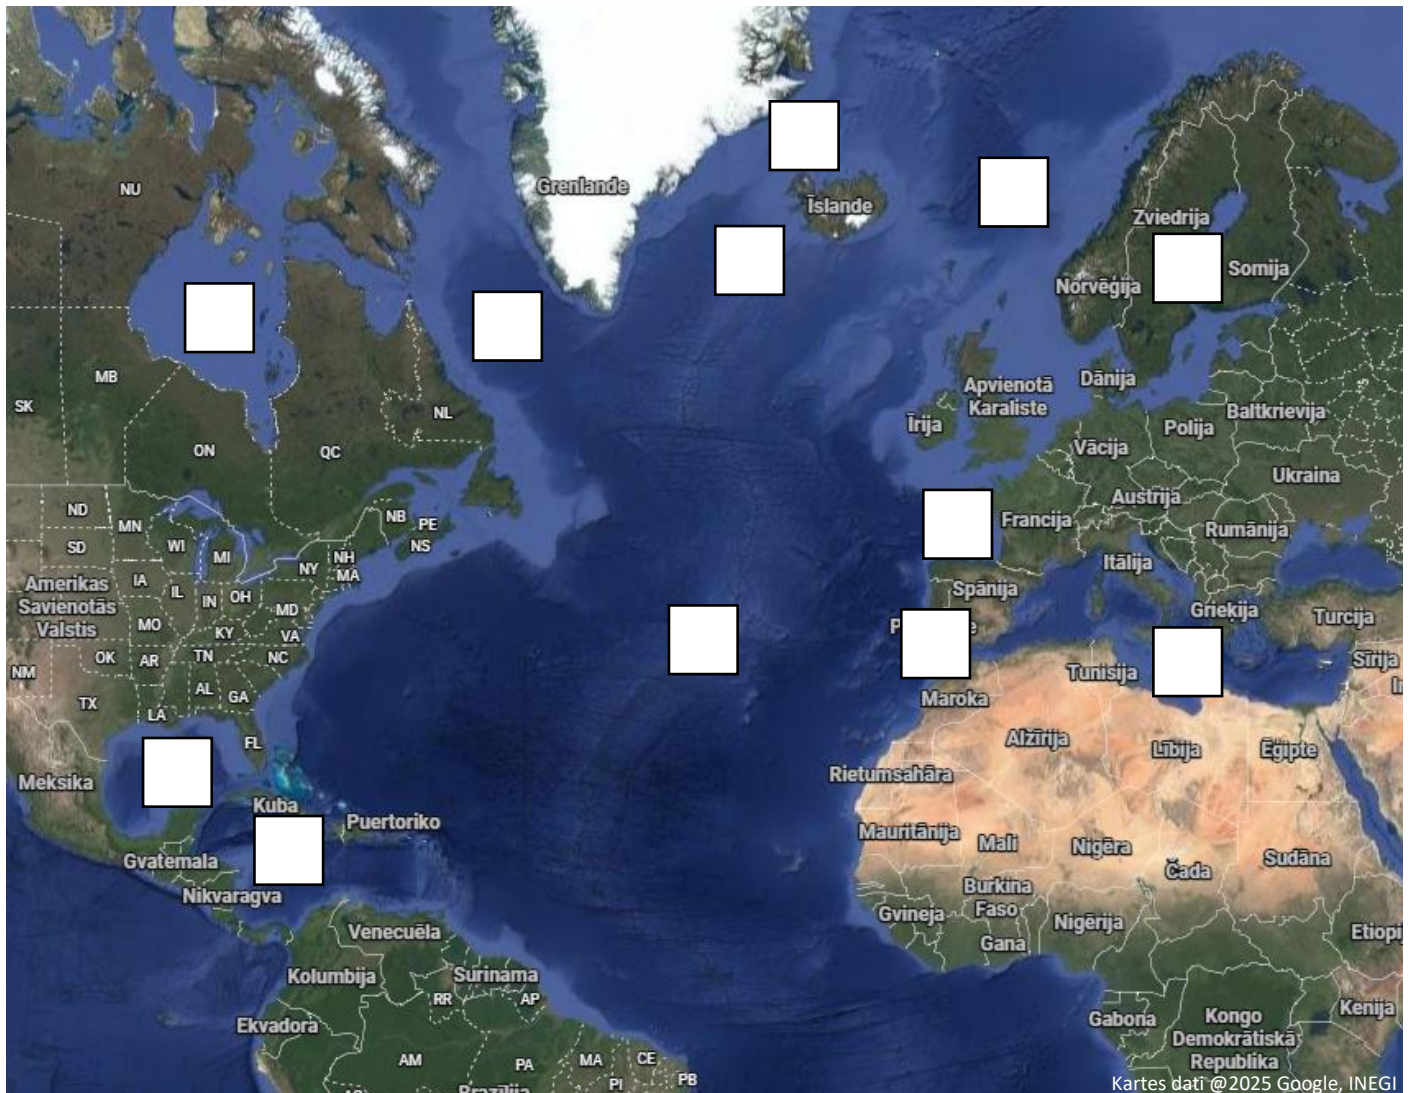 NU
Grenlande
Īslande
Zviedrija
Somija
Norvēģija
MB
SK
NL
ON
QC
Apvienotā
Karaliste
Dānija
Īrija
Baltkrievija
Polija
Vācija
Ukraina
Austrija
Francija
Rumānija
ND
MN
NB
PE
SD
WI
MI
NS
NH
NY
MA
Itālija
Amerikas
Savienotās
Valstis
IA
IL
IN
OH
MD
Spānija
Griekija
Turcija
MO
KY
VA
P
e
NM
OK
AR
TN
NC
Tunisija
Sīrija
TX
AL
GA
Maroka
I
LA
FL
Alžīrija
Lībija
Ēģipte
Meksika
Rietumsahāra
Kuba
Puertoriko
Mauritānija
Mali
Nigēra
Gvatemala
Čada
Sudāna
Nikvaragva
Burkina
Faso
Gvineja
Nigērija
Venecuēla
Gana
Etiopij
Kolumbija
Surinama
RR
AP
Ekvadora
Gabona
Kongo
Demokrātiskā
Republika
Kenija
AM
PA
MA
CE
PI
PB
Brazīlija
Kartes dati @2025 Google, INEGI